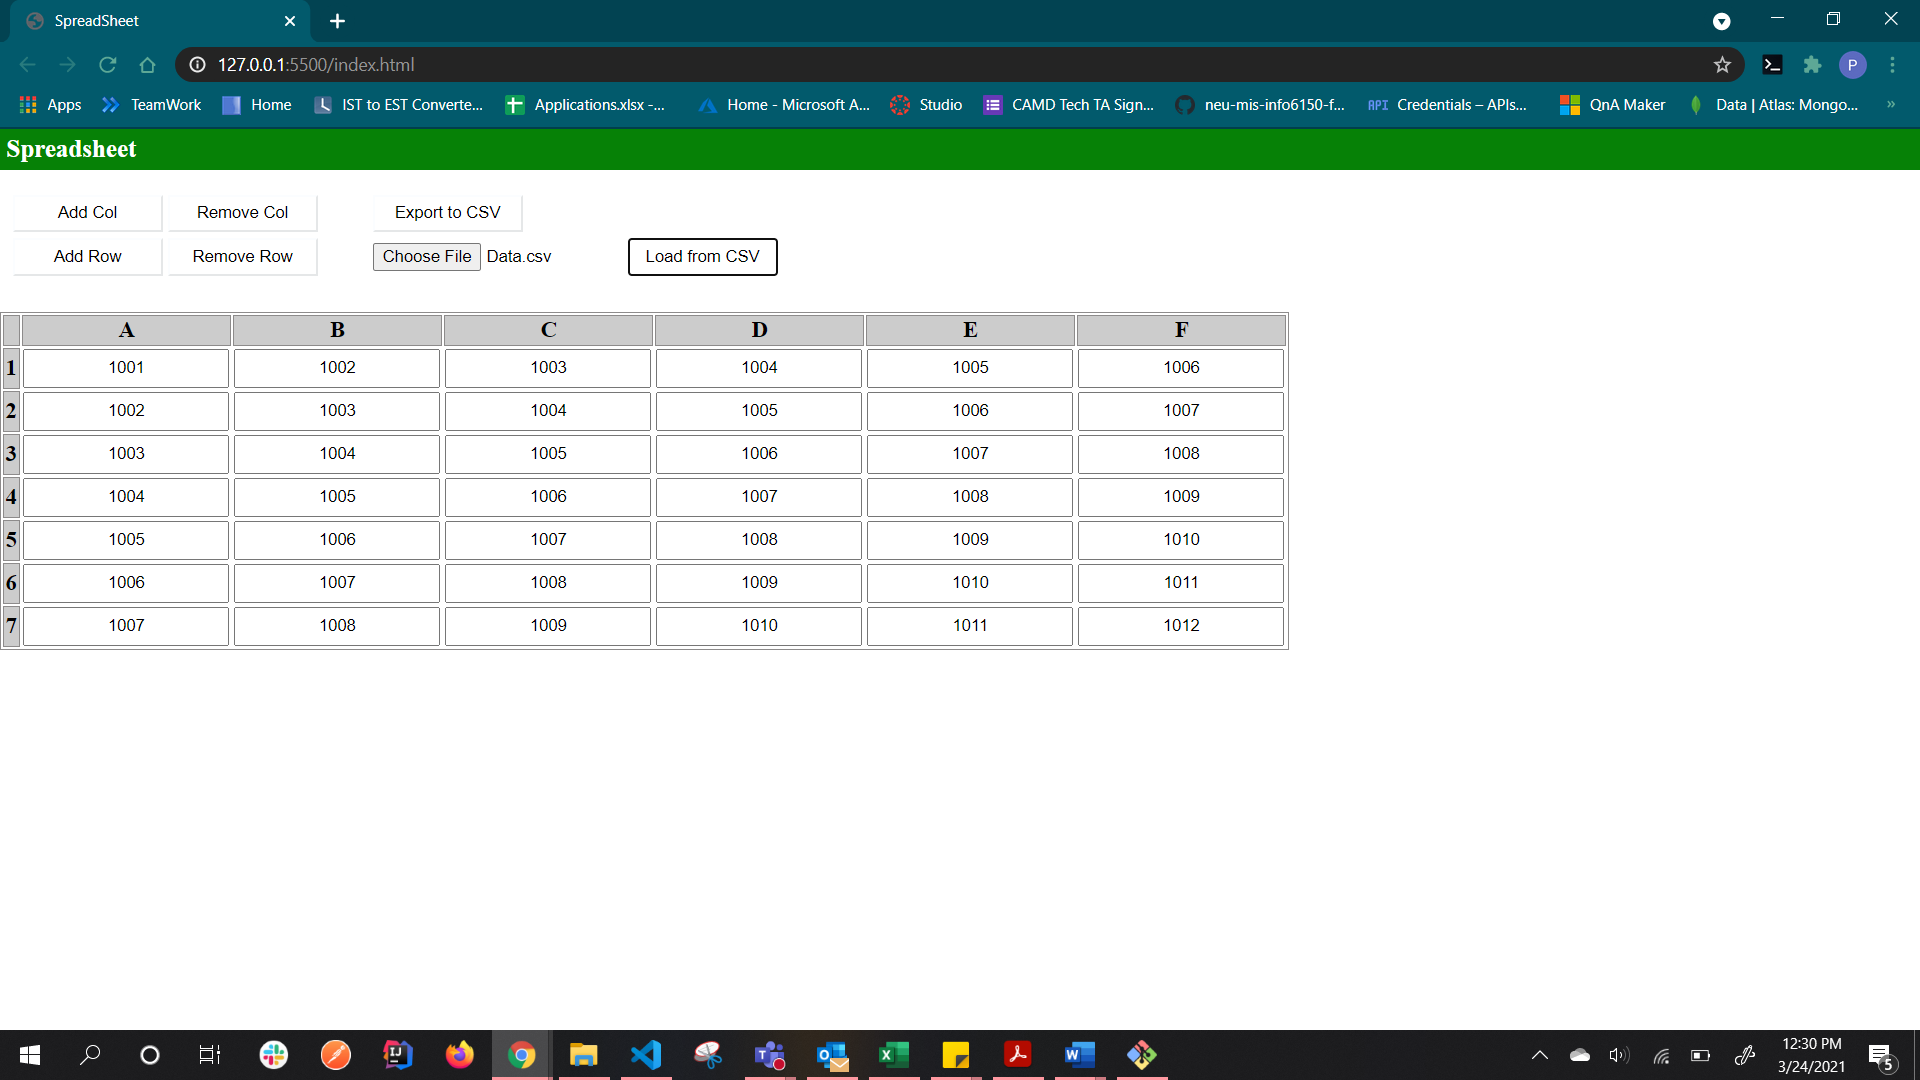 SpreadSheet
127.0.0.1:5500/index.html
P
Apps TeamWork Home IST to EST Converte... Applications.xlsx -... Home - Microsoft A... Studio CAMD Tech TA Sign... neu-mis-info6150-f... API Credentials – APIs... QnA Maker Data | Atlas: Mongo... »
Spreadsheet
Add Col Remove Col Export to CSV
Add Row Remove Row Choose File Data.csv Load from CSV
A B C D E F
1 1001 1002 1003 1004 1005 1006
2 1002 1003 1004 1005 1006 1007
3 1003 1004 1005 1006 1007 1008
4 1004 1005 1006 1007 1008 1009
5 1005 1006 1007 1008 1009 1010
6 1006 1007 1008 1009 1010 1011
7 1007 1008 1009 1010 1011 1012
12:30 PM
3/24/2021
5